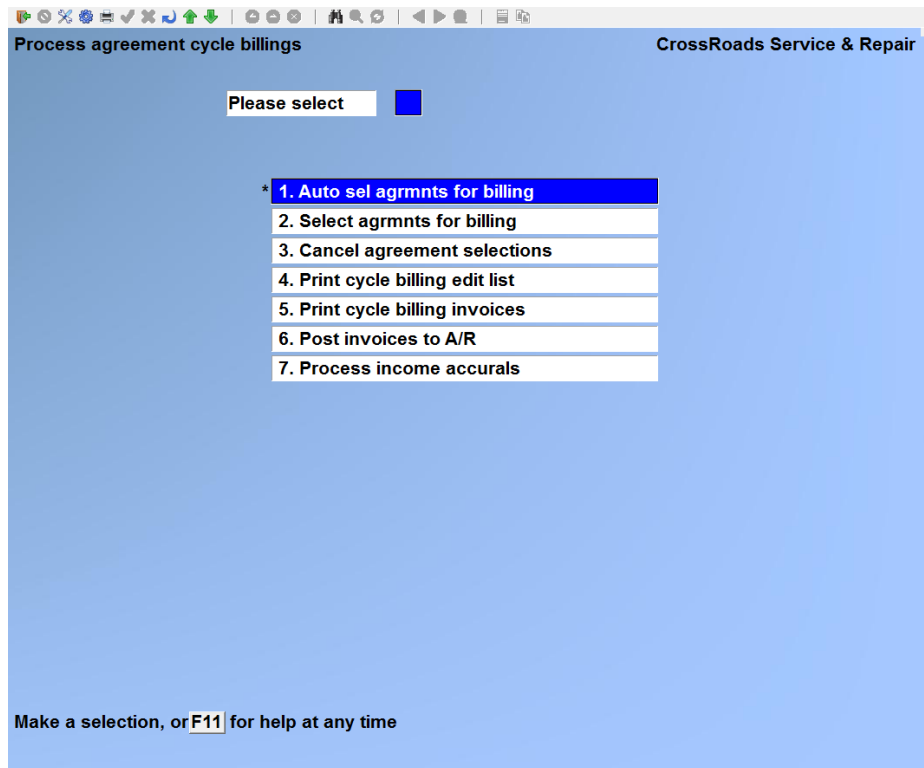 Process agreement cycle billings CrossRoads Service & Repair
Please select
* 1. Auto sel agrmnts for billing
2. Select agrmnts for billing
3. Cancel agreement selections
4. Print cycle billing edit list
5. Print cycle billing invoices
6. Post invoices to A/R
7. Process income accurals
Make a selection, or F11 for help at any time